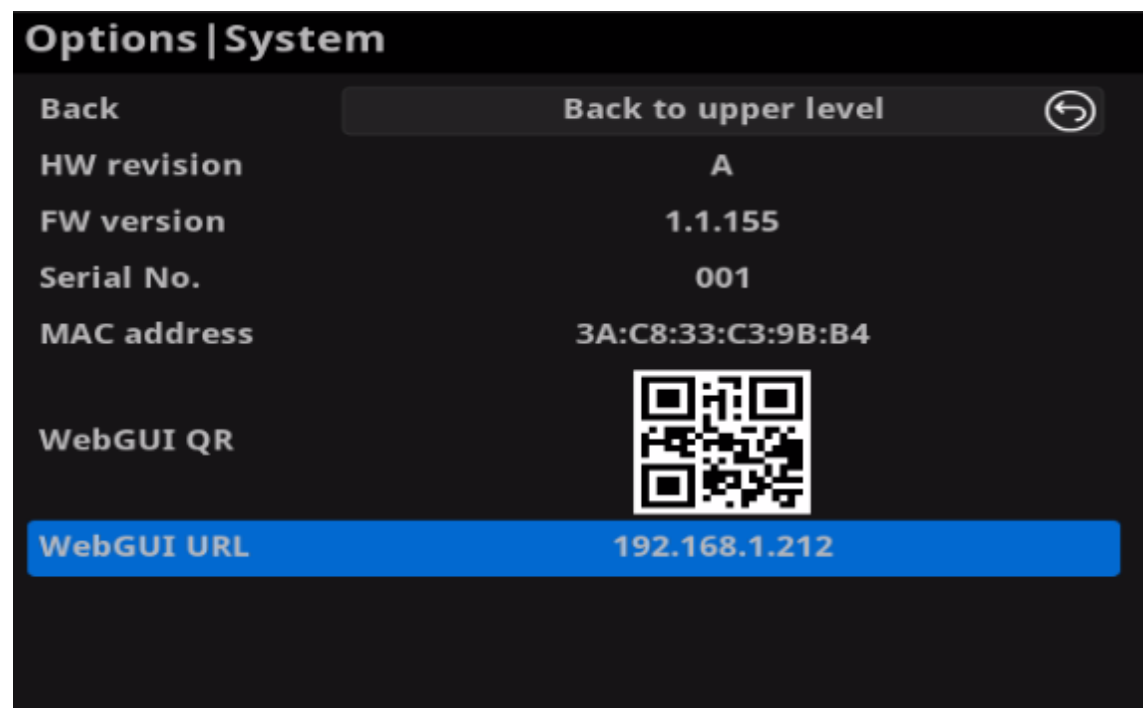 Options|System
Back Back to upper level
HW revision A
FW version 1.1.155
Serial No. 001
MAC address 3A:C8:33:C3:9B:B4
WebGUI QR
WebGUI URL 192.168.1.212